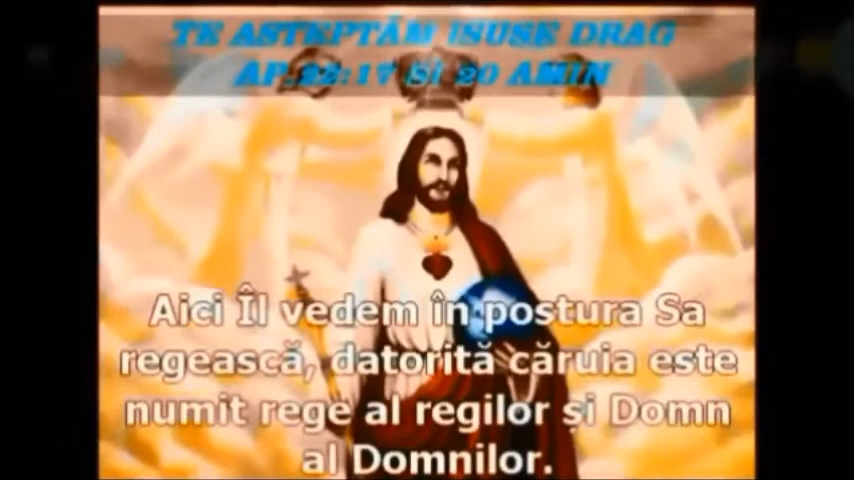 TE AȘTEPTĂM ISUSE DRAG
AP.22:17 ȘI 20 AMIN
Aici Îl vedem în postura Sa
regească, datorită căruia este
numit rege al regilor și Domn
al Domnilor.